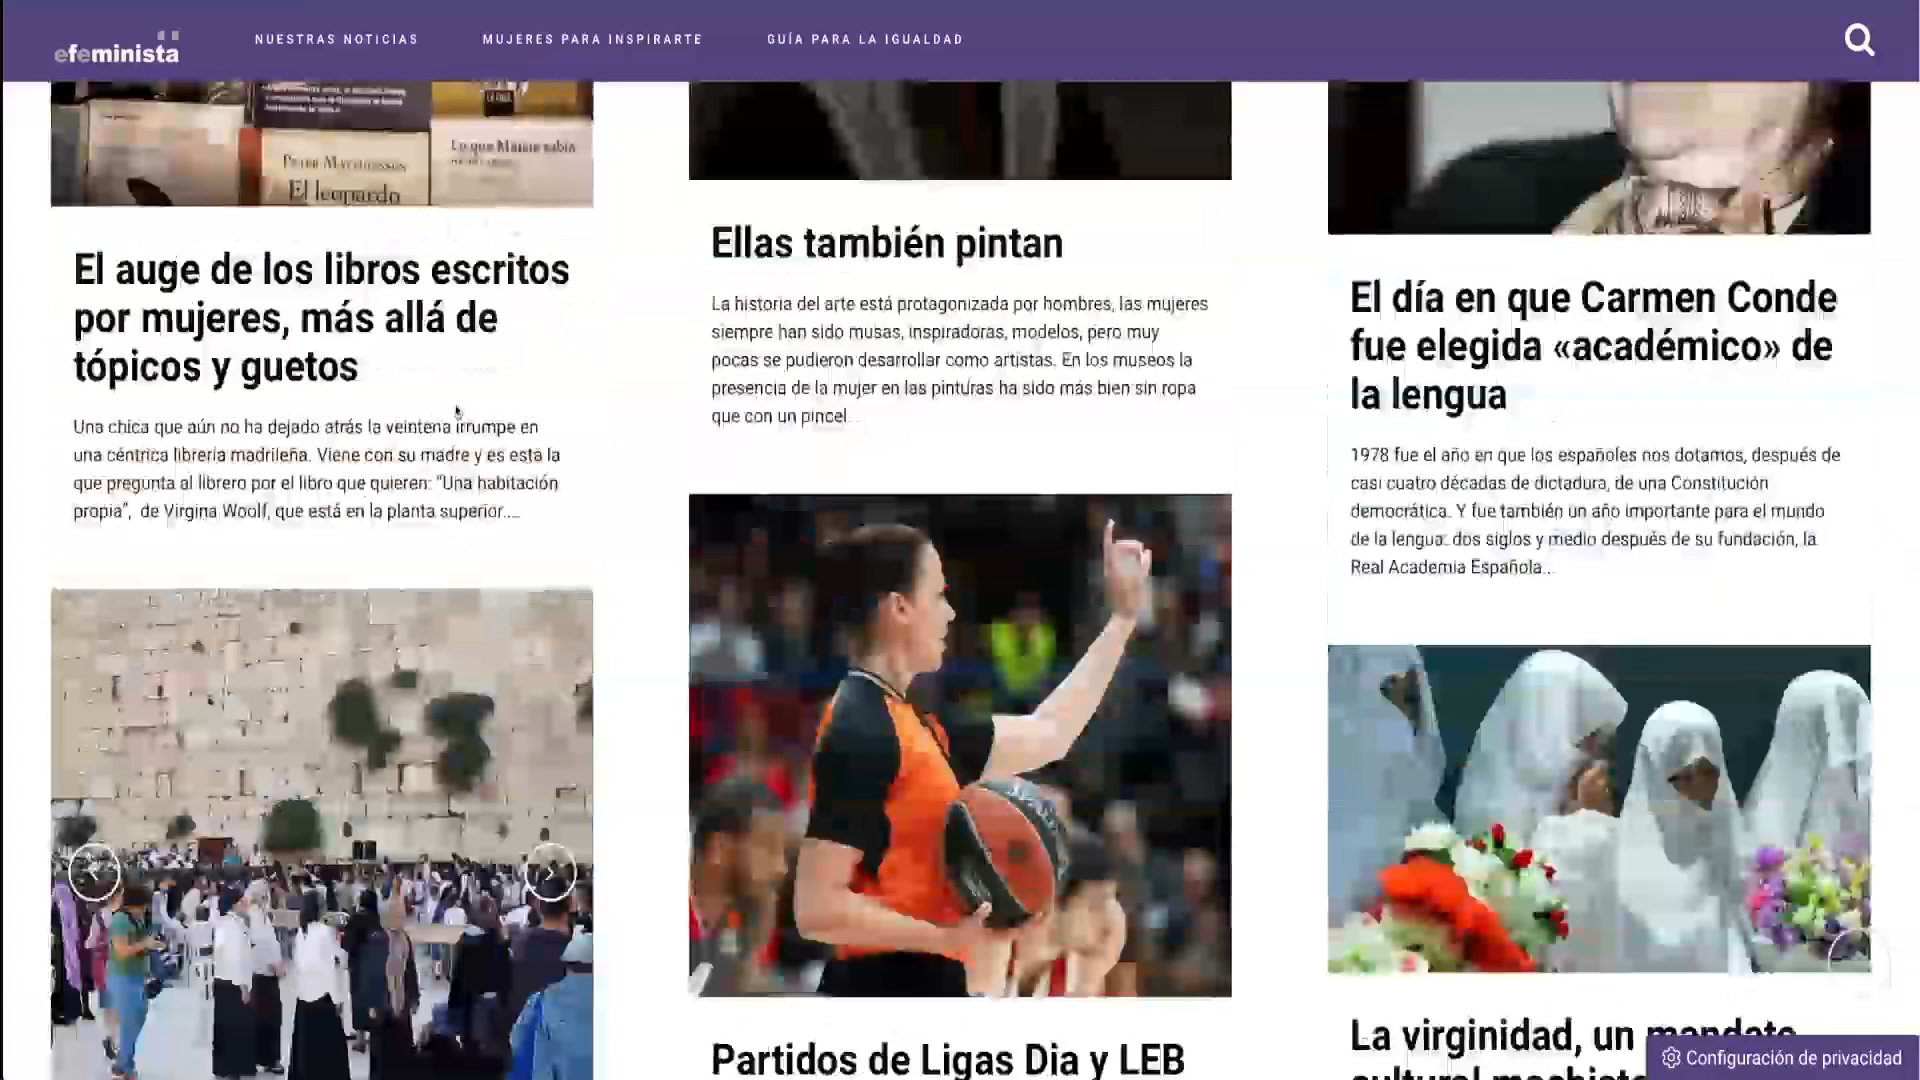 efeminista
NUESTRAS NOTICIAS
MUJERES PARA INSPIRARTE
GUÍA PARA LA IGUALDAD
Lo que Maisie sabía
Peter Matthiessen
El leopardo
El auge de los libros escritos
por mujeres, más allá de
tópicos y guetos
Una chica que aún no ha dejado atrás la veintena irrumpe en
una céntrica librería madrileña. Viene con su madre y es esta la
que pregunta al librero por el libro que quieren: “Una habitación
propia”, de Virgina Woolf, que está en la planta superior....
Ellas también pintan
La historia del arte está protagonizada por hombres, las mujeres
siempre han sido musas, inspiradoras, modelos, pero muy
pocas se pudieron desarrollar como artistas. En los museos la
presencia de la mujer en las pinturas ha sido más bien sin ropa
que con un pincel...
El día en que Carmen Conde
fue elegida «académico» de
la lengua
1978 fue el año en que los españoles nos dotamos, después de
casi cuatro décadas de dictadura, de una Constitución
democrática. Y fue también un año importante para el mundo
de la lengua: dos siglos y medio después de su fundación, la
Real Academia Española...
Partidos de Ligas Dia y LEB
La virginidad, un mandato
cultural machista
Configuración de privacidad